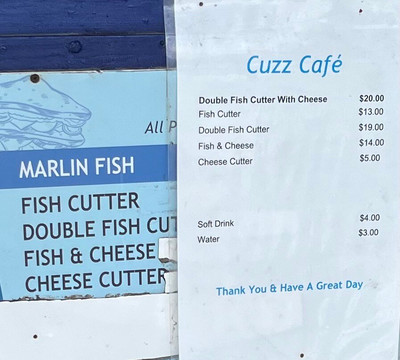 All
MARLIN FISH
FISH CUTTER
DOUBLE FISH
FISH & CHEESE
CHEESE CUTTER
Cuzz Café
Double Fish Cutter With Cheese $20.00
Fish Cutter $13.00
Double Fish Cutter $19.00
Fish & Cheese $14.00
Cheese Cutter $5.00
Soft Drink $4.00
Water $3.00
Thank You & Have A Great Day